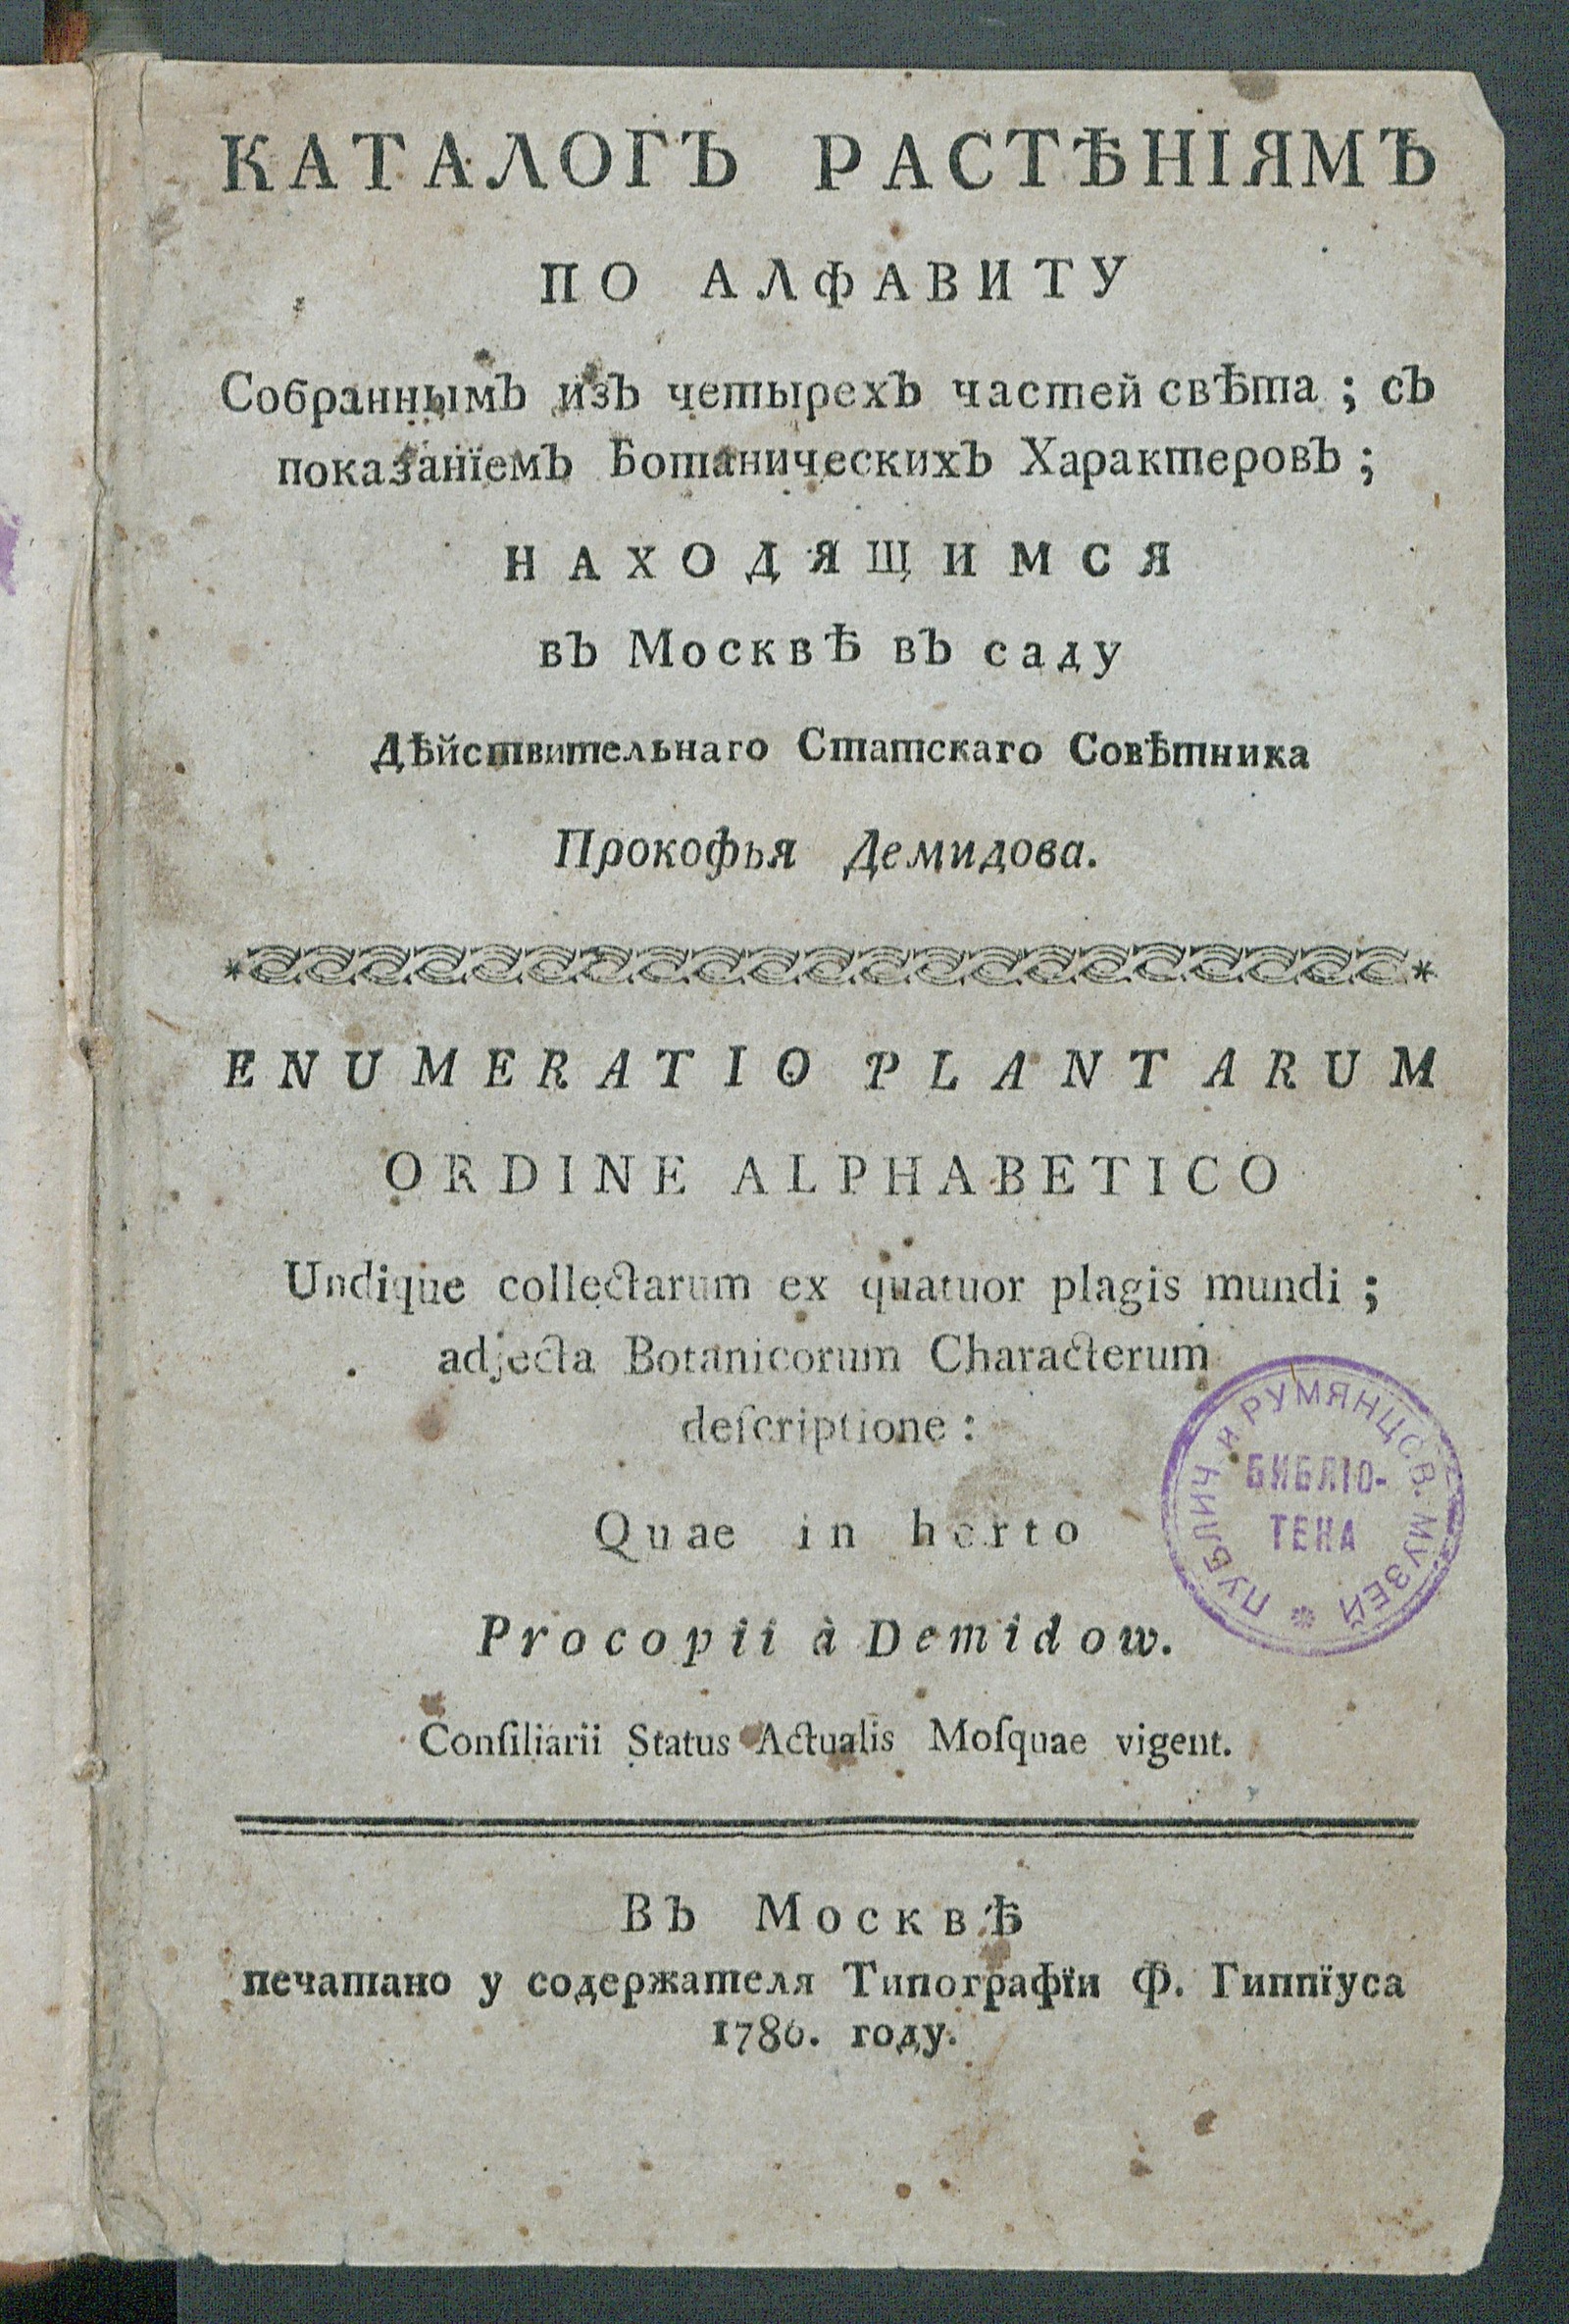 КАТАЛОГЪ РАСТѢНІЯМЪ
ПО АЛФАВИТУ
Собраннымъ изъ четырехъ частей свѣта ; съ
показанїемъ Ботаническихъ Характеровъ ;
НАХОДЯЩИМСЯ
въ Москвѣ въ саду
Дѣйствительнаго Статскаго Совѣтника
Прокофья Демидова.
ENUMERATIO PLANTARUM
ORDINE ALPHABETICO
Undique collectarum ex quatuor plagis mundi ;
adjecta Botanicorum Characterum
deſcriptione :
Quae in horto
Procopii à Demidow.
Conſiliarii Status Actualis Moſquae vigent.
ПУБЛИЧ И РУМЯНЦОВ. МУЗЕЙ
БИБЛІО-
ТЕКА
Въ Москвѣ
печатано у содержателя Типографїи Ф. Гиппїуса
1786. году.